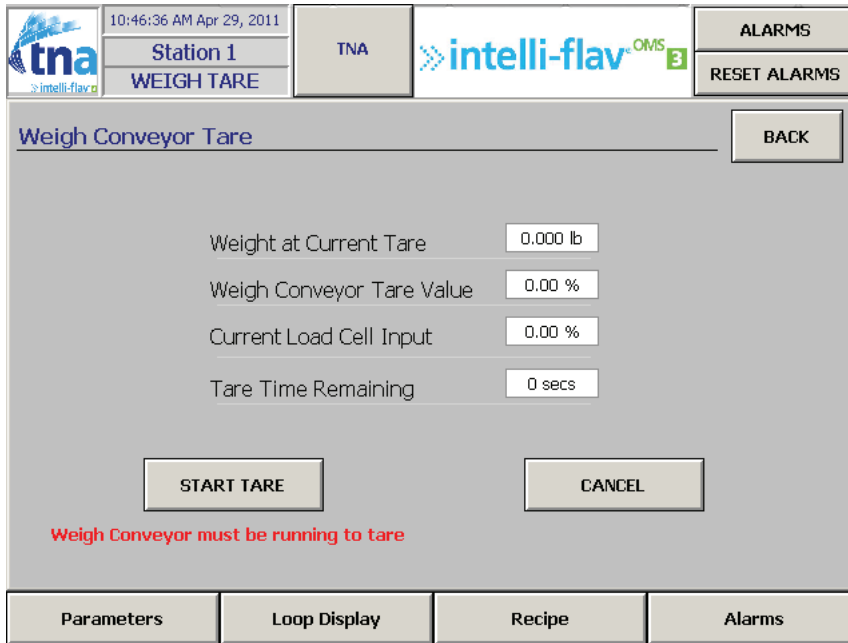 10:46:36 AM Apr 29, 2011
Station 1
WEIGH TARE
tna
intelli-flav
TNA
intelli-flav OMS 3
ALARMS
RESET ALARMS
Weigh Conveyor Tare
BACK
Weight at Current Tare 0.000 lb
Weigh Conveyor Tare Value 0.00 %
Current Load Cell Input 0.00 %
Tare Time Remaining 0 secs
START TARE
CANCEL
Weigh Conveyor must be running to tare
Parameters
Loop Display
Recipe
Alarms